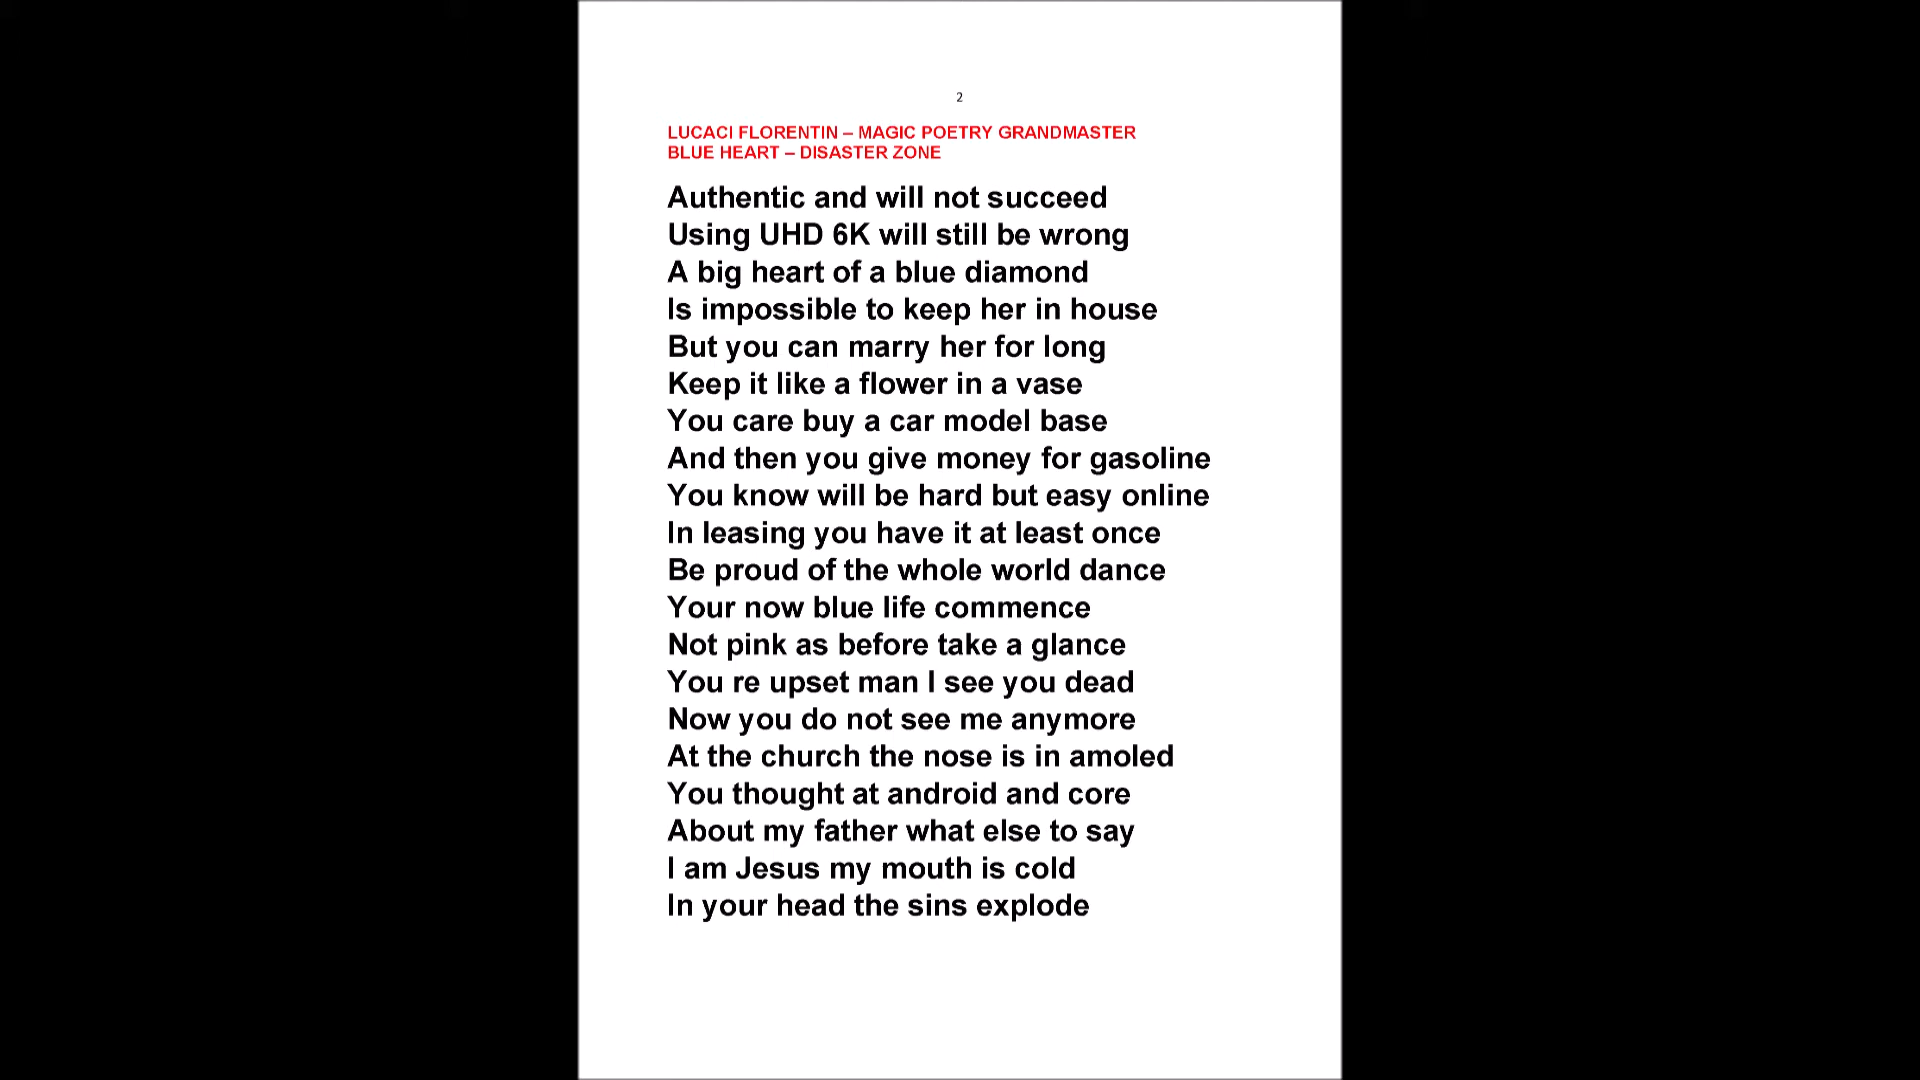 2
LUCACI FLORENTIN – MAGIC POETRY GRANDMASTER
BLUE HEART – DISASTER ZONE
Authentic and will not succeed
Using UHD 6K will still be wrong
A big heart of a blue diamond
Is impossible to keep her in house
But you can marry her for long
Keep it like a flower in a vase
You care buy a car model base
And then you give money for gasoline
You know will be hard but easy online
In leasing you have it at least once
Be proud of the whole world dance
Your now blue life commence
Not pink as before take a glance
You re upset man I see you dead
Now you do not see me anymore
At the church the nose is in amoled
You thought at android and core
About my father what else to say
I am Jesus my mouth is cold
In your head the sins explode